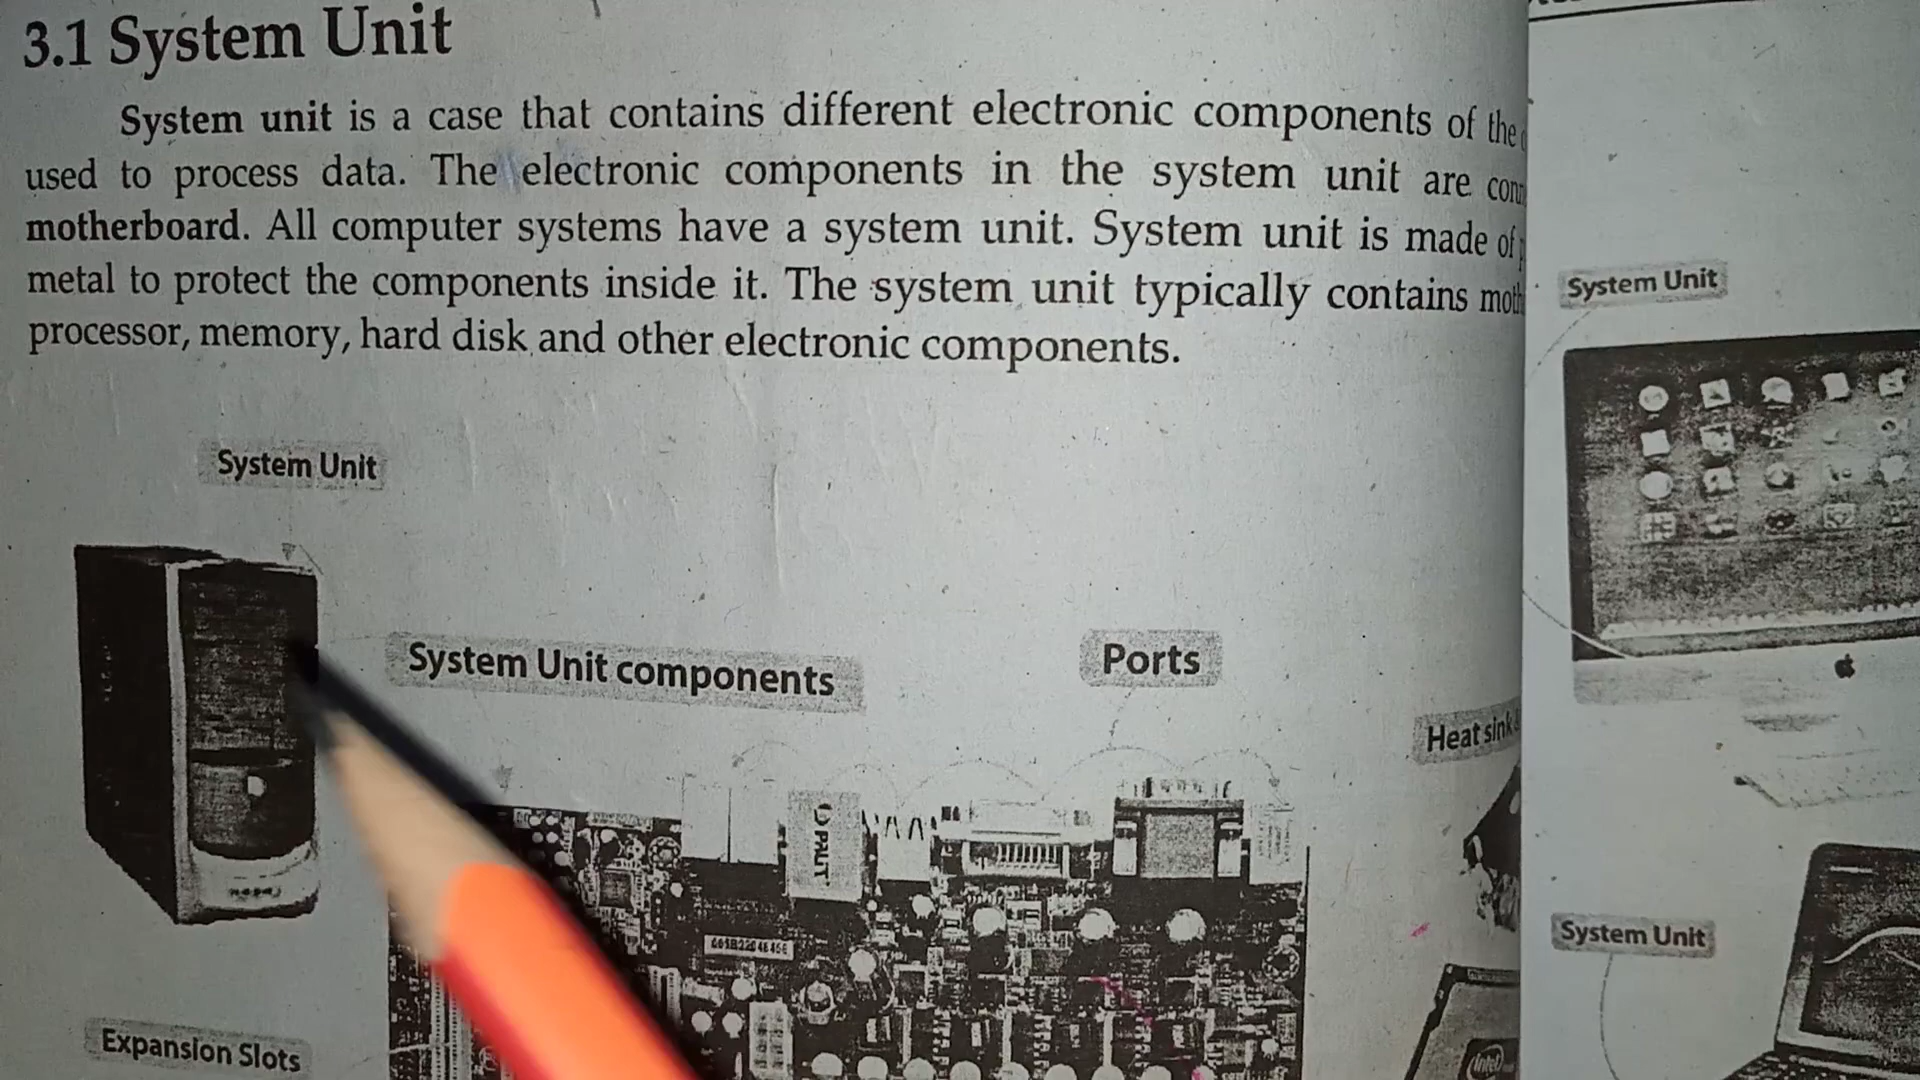 3.1 System Unit
System unit is a case that contains different electronic components of the
used to process data. The electronic components in the system unit are
motherboard. All computer systems have a system unit. System unit is made of
metal to protect the components inside it. The system unit typically contains
processor, memory, hard disk and other electronic components.
System Unit
System Unit
System Unit components
Ports
Heat sink
System Unit
Expansion Slots
intel